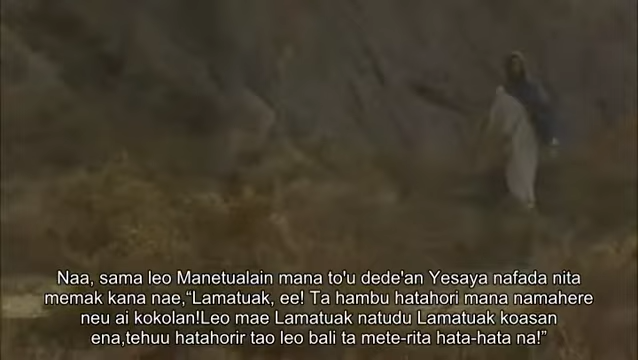 Naa, sama leo Manetualain mana to'u dede'an Yesaya nafada nita
memak kana nae,“Lamatuak, ee! Ta hambu hatahori mana namahere
neu ai kokolan!Leo mae Lamatuak natudu Lamatuak koasan
ena,tehuu hatahorir tao leo bali ta mete-rita hata-hata na!”